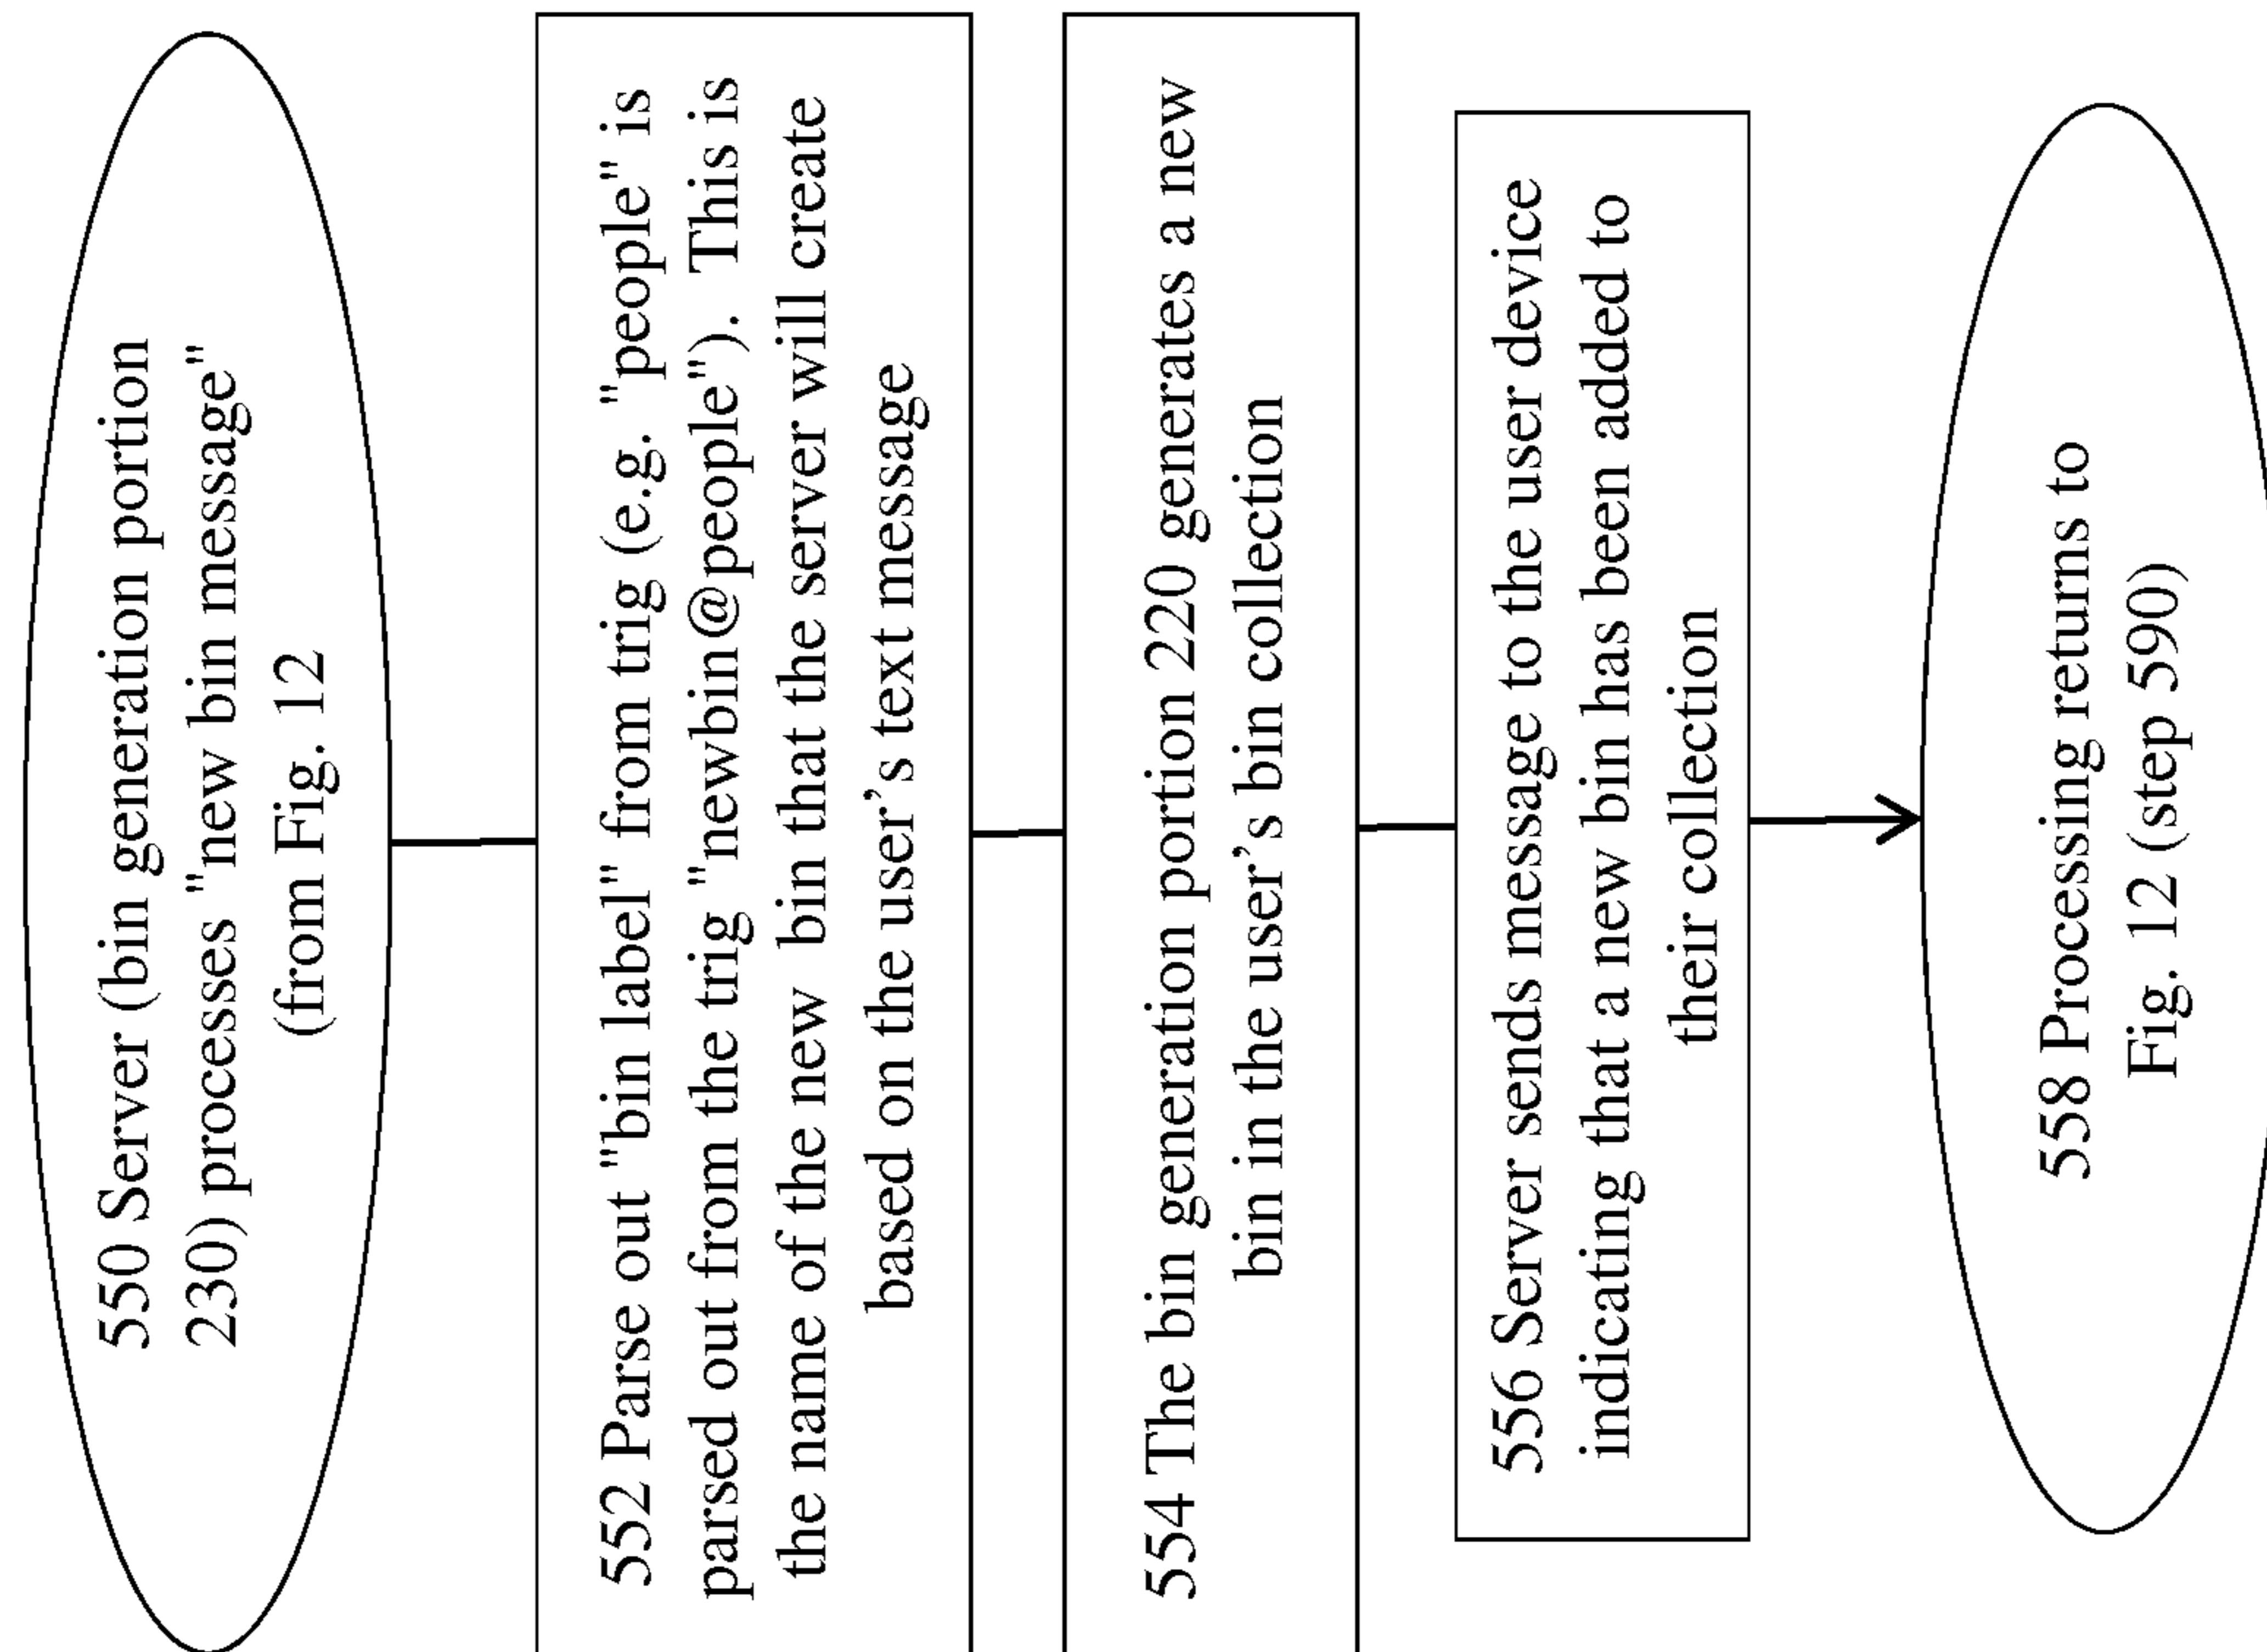 550 Server (bin generation portion
230) processes "new bin message"
(from Fig. 12
552 Parse out "bin label" from trig (e.g. "people" is
parsed out from the trig "newbin@people"). This is
the name of the new bin that the server will create
based on the user's text message
554 The bin generation portion 220 generates a new
bin in the user's bin collection
556 Server sends message to the user device
indicating that a new bin has been added to
their collection
558 Processing returns to
Fig. 12 (step 590)